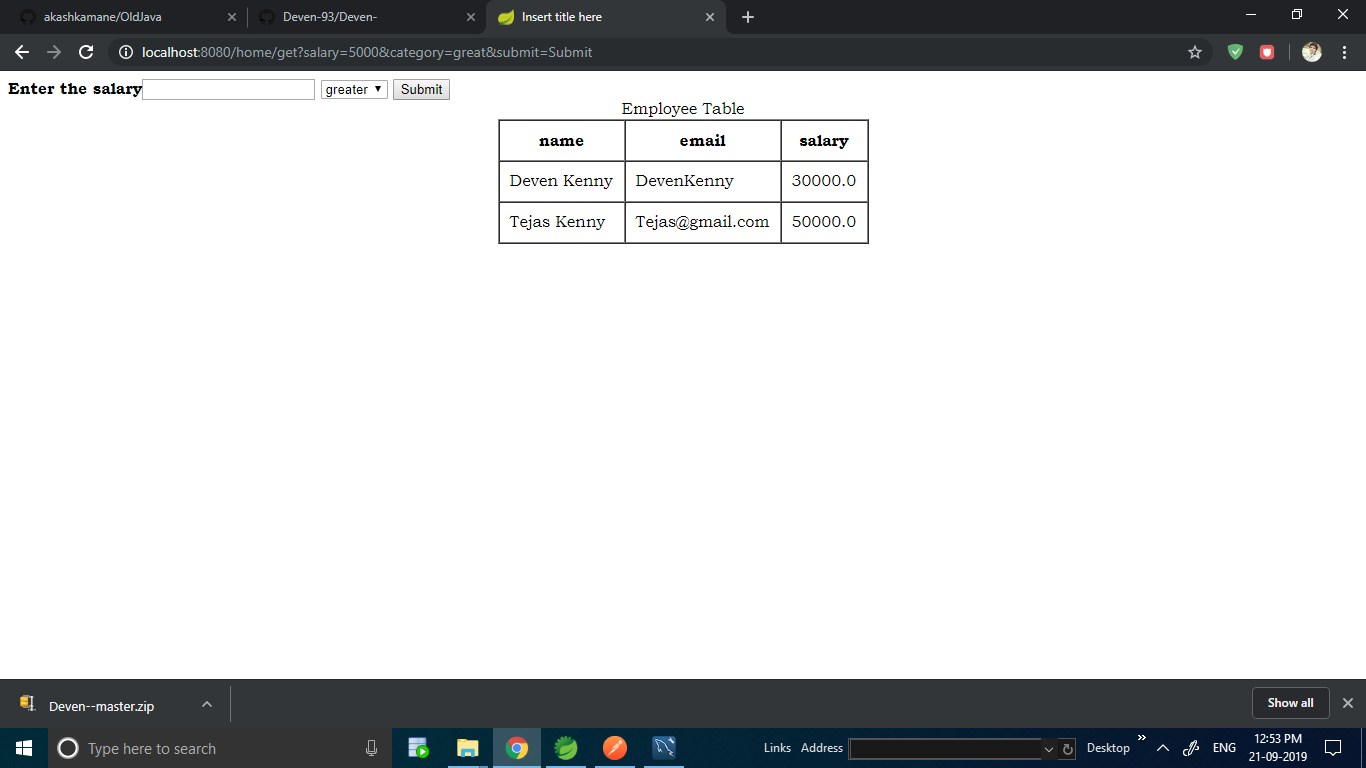 akashkamane/OldJava
Deven-93/Deven-
Insert title here
localhost:8080/home/get?salary=5000&category=great&submit=Submit
Enter the salary greater Submit
Employee Table
name email salary
Deven Kenny DevenKenny 30000.0
Tejas Kenny Tejas@gmail.com 50000.0
Deven--master.zip
Show all
Type here to search
Links Address Desktop » ENG 12:53 PM
21-09-2019